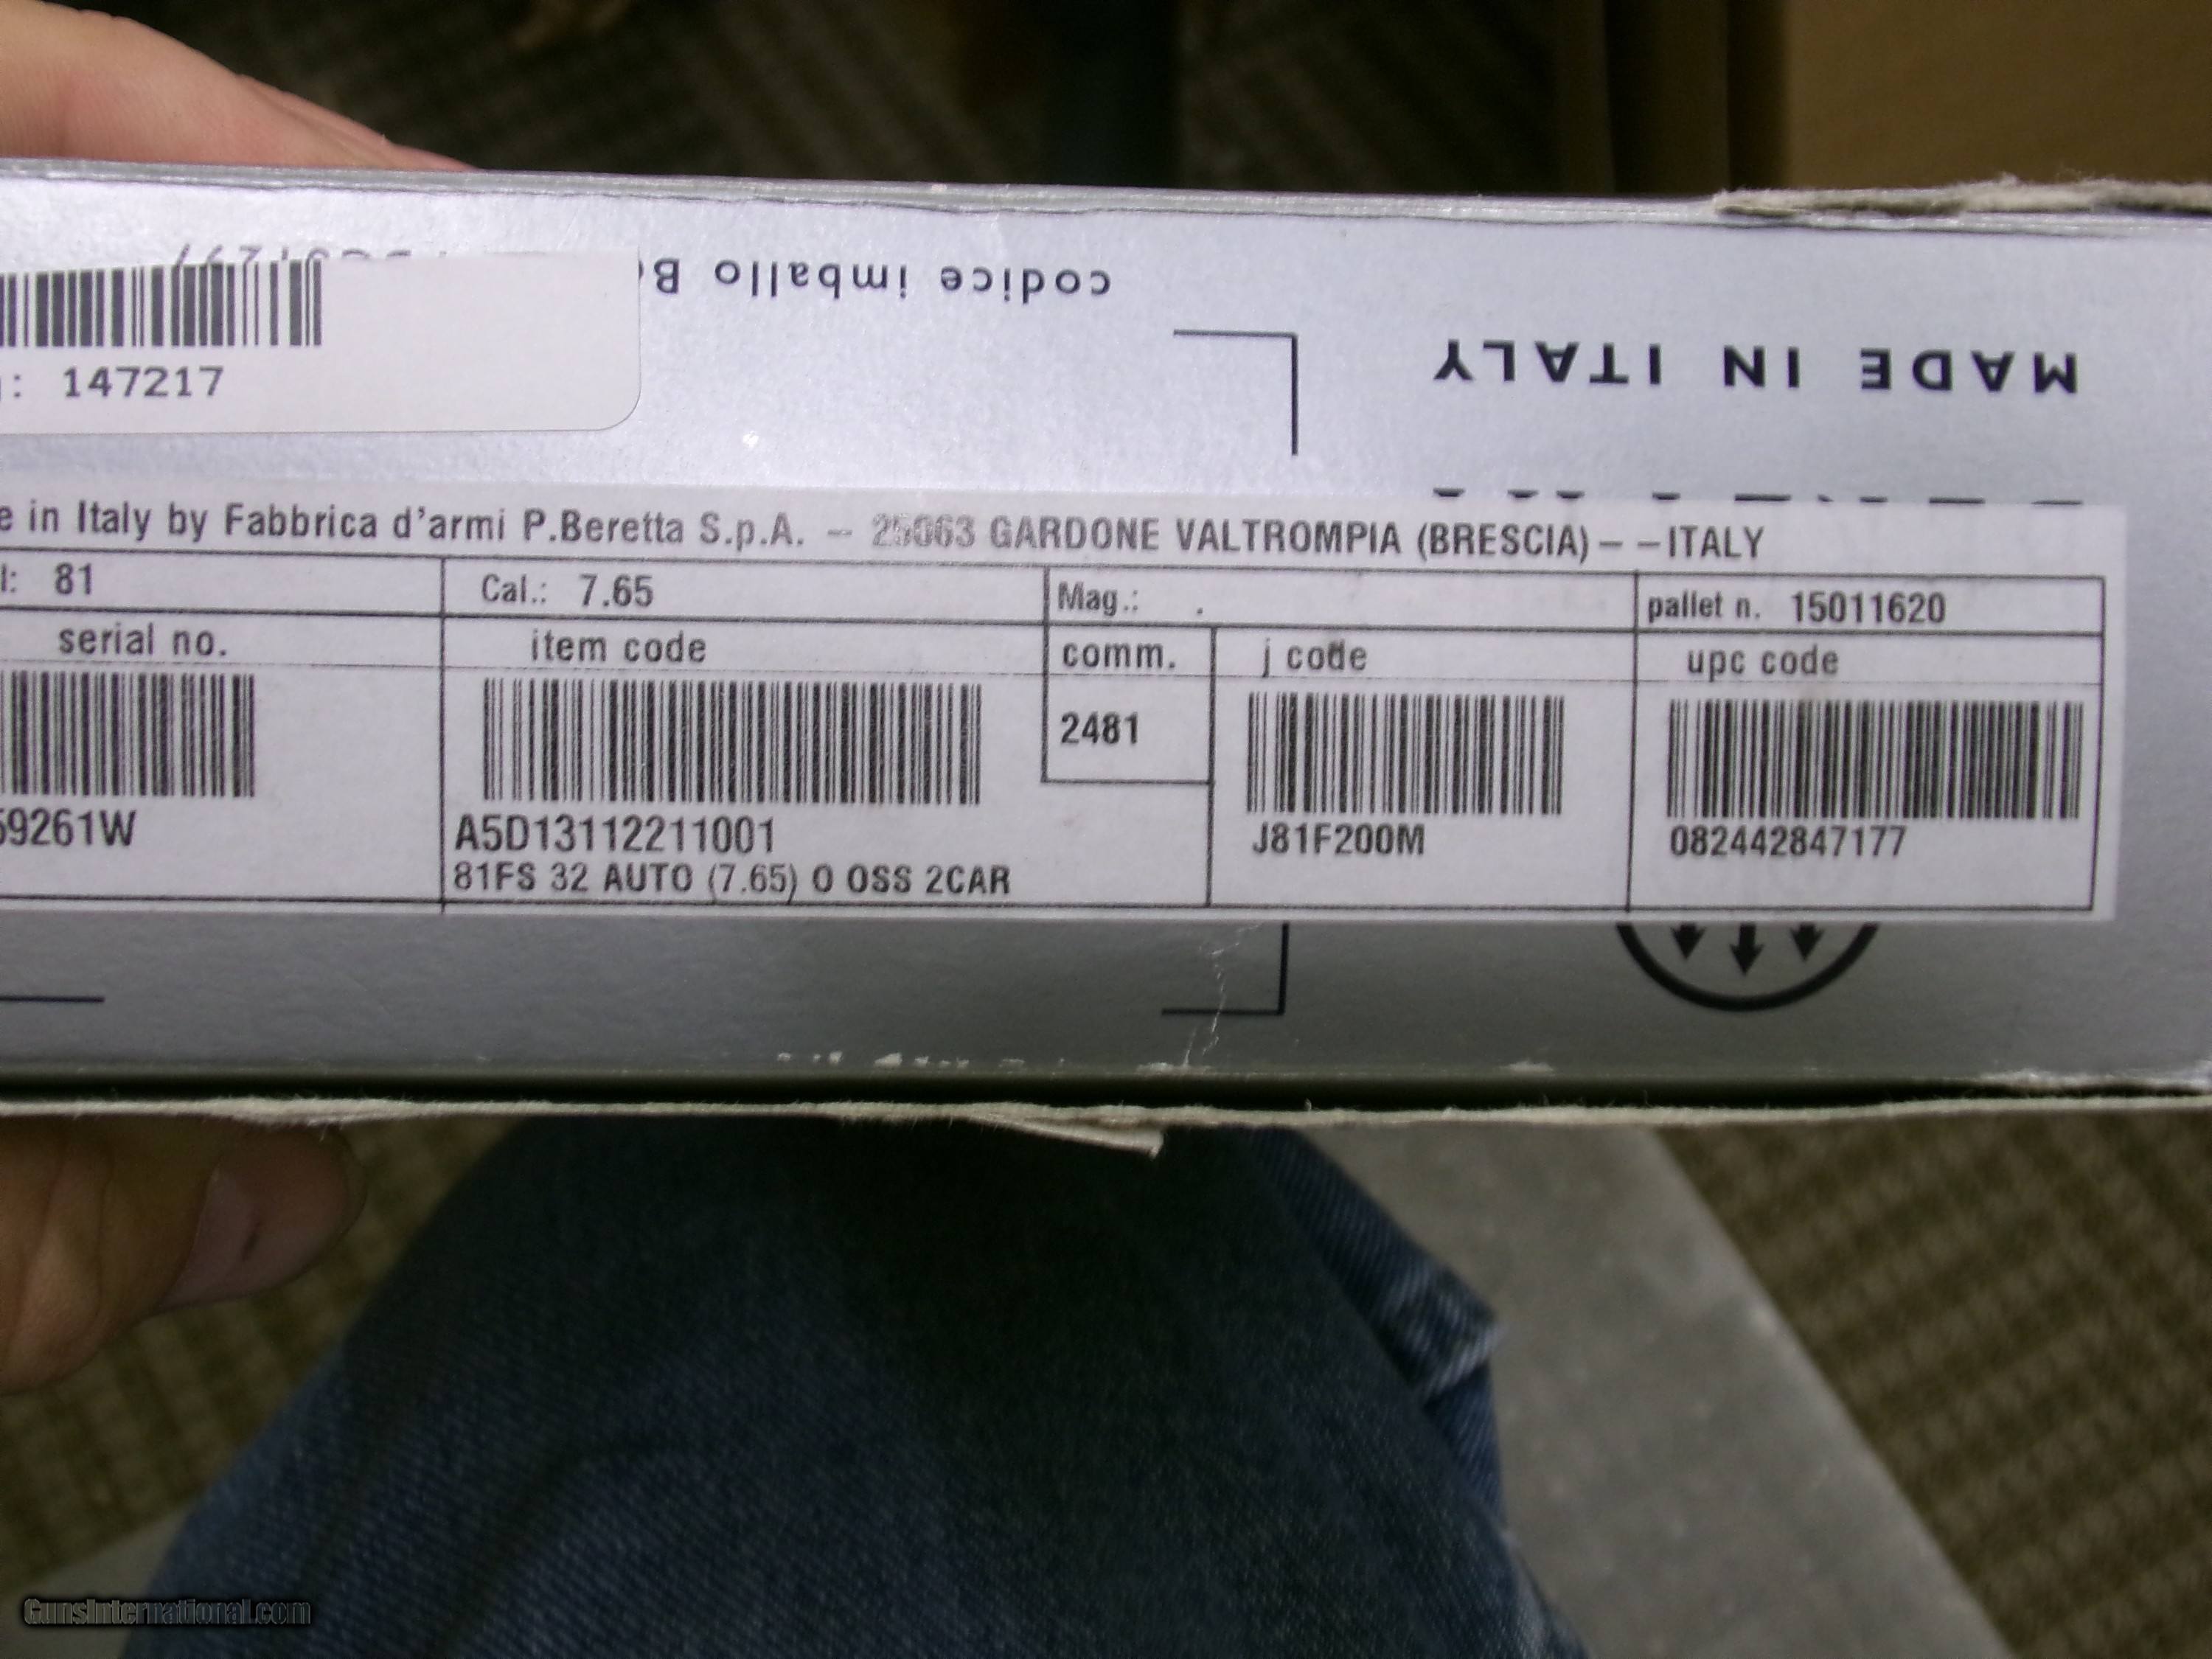 codice imballo
MADE IN ITALY
: 147217
in Italy by Fabbrica d'armi P.Beretta S.p.A. – 25063 GARDONE VALTROMPIA (BRESCIA) – –ITALY
81 Cal.: 7.65 Mag.: . pallet n. 15011620
serial no. item code comm. j code upc code
2481
59261W A5D13112211001 J81F200M 082442847177
81FS 32 AUTO (7.65) O OSS 2CAR
GunsInternational.com